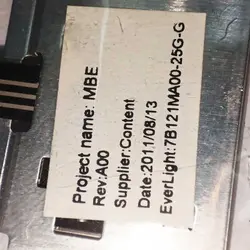 Project name: MBE
Rev:A00
Supplier:Content
Date:2011/08/13
EverLight:7B121MA00-25G-G